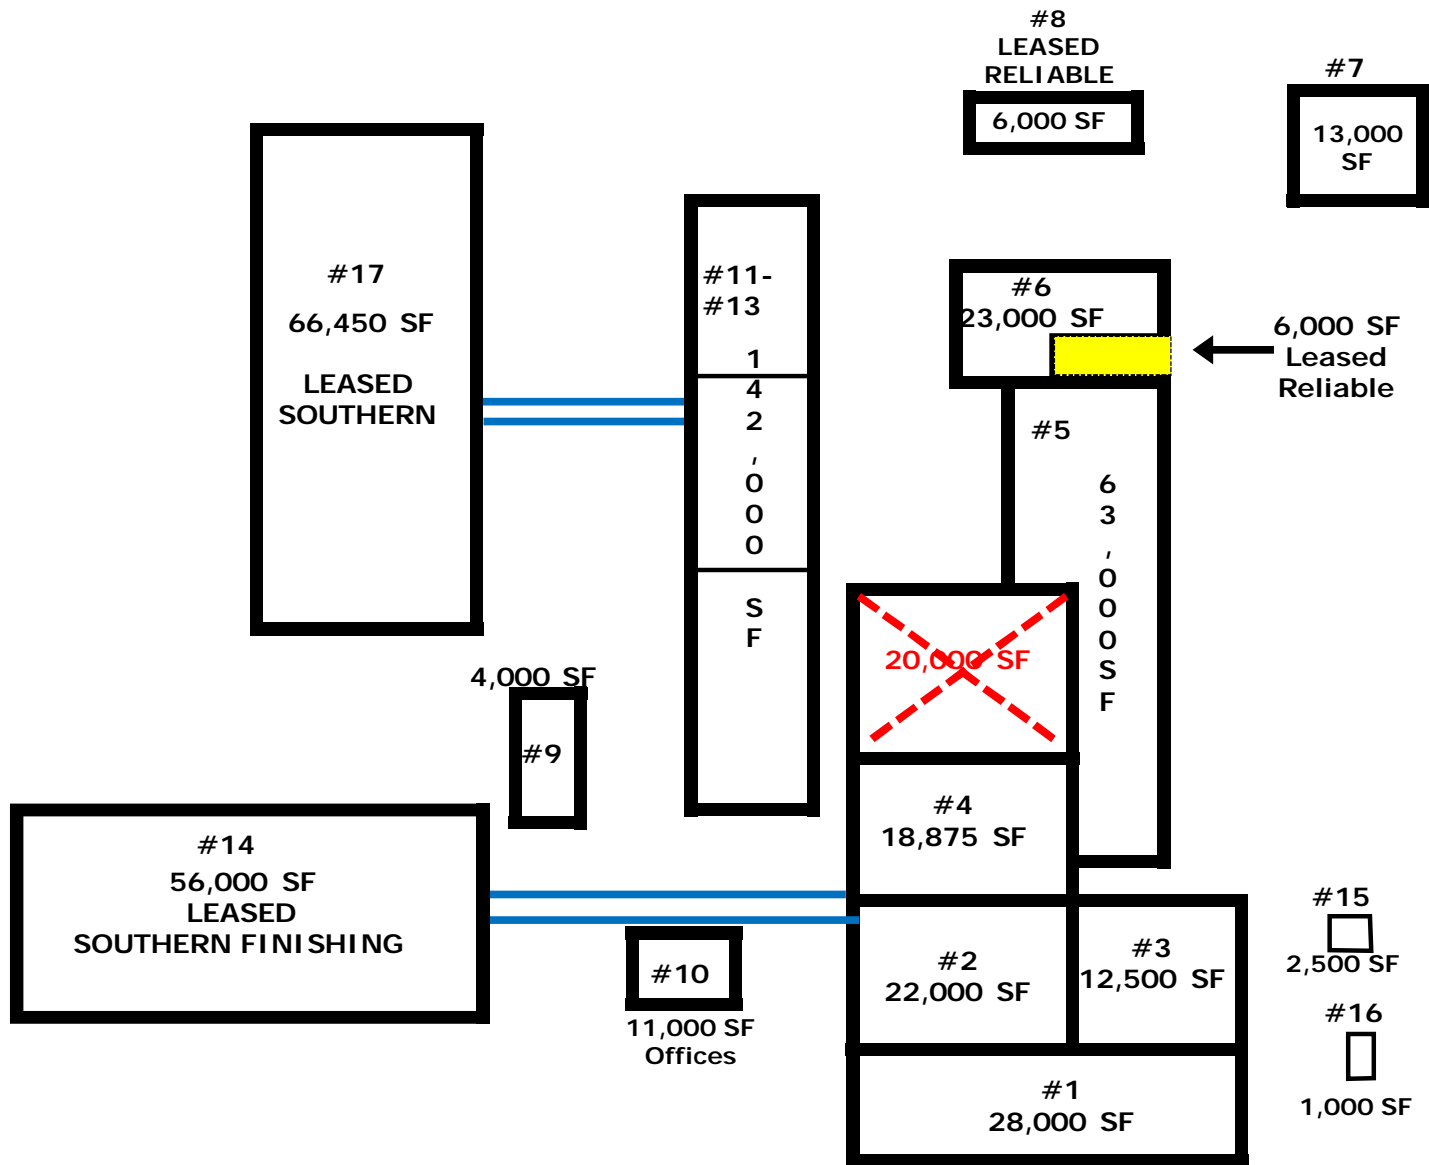 #8
LEASED
RELIABLE
6,000 SF
#7
13,000
SF
#17
66,450 SF
LEASED
SOUTHERN
#11-
#13
1
4
2
,
0
0
0
S
F
#6
23,000 SF
6,000 SF
Leased
Reliable
#5
6
3
,
0
0
0
S
F
20,000 SF
4,000 SF
#9
#4
18,875 SF
#14
56,000 SF
LEASED
SOUTHERN FINISHING
#10
11,000 SF
Offices
#2
22,000 SF
#3
12,500 SF
#15
2,500 SF
#16
1,000 SF
#1
28,000 SF